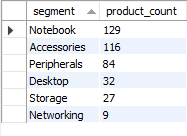 segment product_count
Notebook 129
Accessories 116
Peripherals 84
Desktop 32
Storage 27
Networking 9